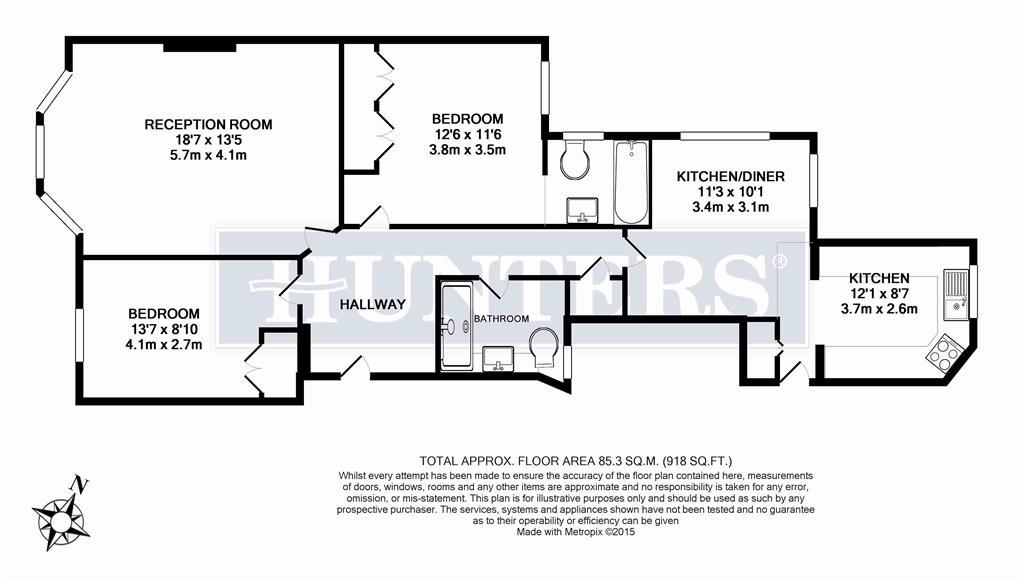 RECEPTION ROOM
18'7 x 13'5
5.7m x 4.1m
BEDROOM
12'6 x 11'6
3.8m x 3.5m
KITCHEN/DINER
11'3 x 10'1
3.4m x 3.1m
KITCHEN
12'1 x 8'7
3.7m x 2.6m
HUNTERS®
HALLWAY
BATHROOM
BEDROOM
13'7 x 8'10
4.1m x 2.7m
N
TOTAL APPROX. FLOOR AREA 85.3 SQ.M. (918 SQ.FT.)
Whilst every attempt has been made to ensure the accuracy of the floor plan contained here, measurements
of doors, windows, rooms and any other items are approximate and no responsibility is taken for any error,
omission, or mis-statement. This plan is for illustrative purposes only and should be used as such by any
prospective purchaser. The services, systems and appliances shown have not been tested and no guarantee
as to their operability or efficiency can be given
Made with Metropix ©2015